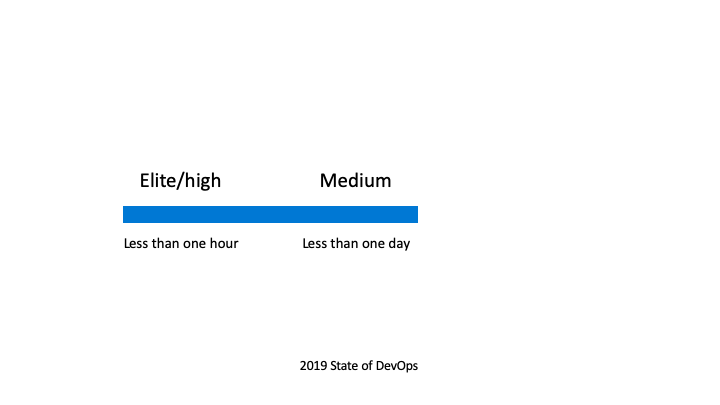 Elite/high Medium
Less than one hour Less than one day
2019 State of DevOps